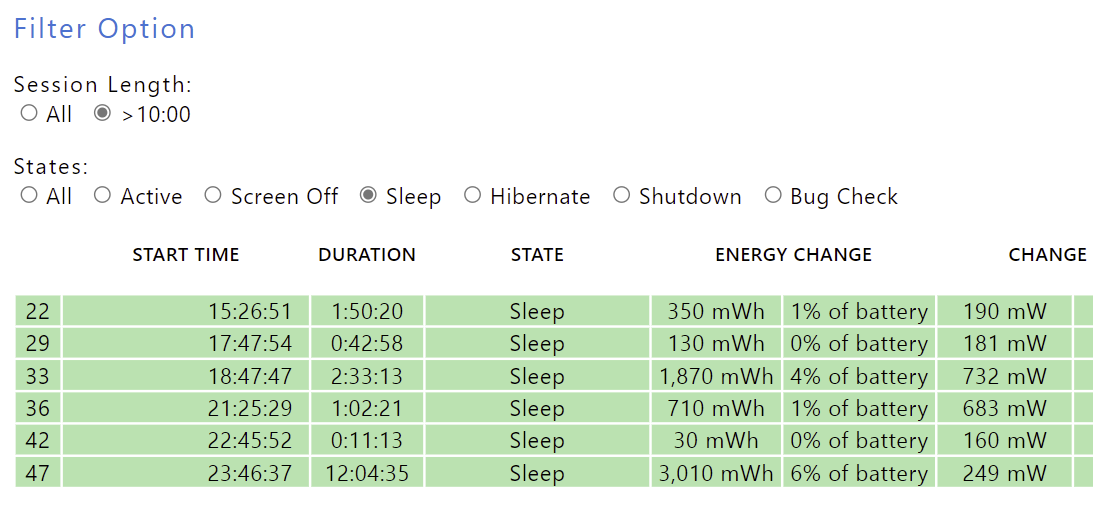 Filter Option
Session Length:
All >10:00
States:
All Active Screen Off Sleep Hibernate Shutdown Bug Check
START TIME DURATION STATE ENERGY CHANGE CHANGE
22 15:26:51 1:50:20 Sleep 350 mWh 1% of battery 190 mW
29 17:47:54 0:42:58 Sleep 130 mWh 0% of battery 181 mW
33 18:47:47 2:33:13 Sleep 1,870 mWh 4% of battery 732 mW
36 21:25:29 1:02:21 Sleep 710 mWh 1% of battery 683 mW
42 22:45:52 0:11:13 Sleep 30 mWh 0% of battery 160 mW
47 23:46:37 12:04:35 Sleep 3,010 mWh 6% of battery 249 mW